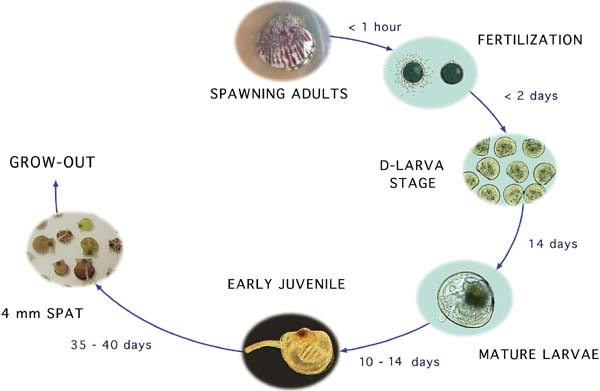 < 1 hour
FERTILIZATION
SPAWNING ADULTS
< 2 days
D-LARVA
STAGE
14 days
MATURE LARVAE
10 - 14 days
EARLY JUVENILE
35 - 40 days
4 mm SPAT
GROW-OUT